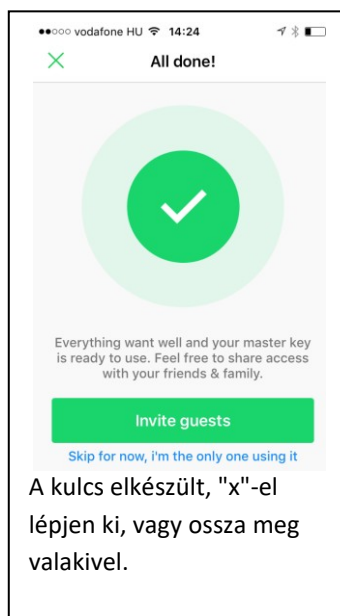 vodafone HU 14:24
All done!
Everything want well and your master key
is ready to use. Feel free to share access
with your friends & family.
Invite guests
Skip for now, i'm the only one using it
A kulcs elkészült, "x"-el
lépjen ki, vagy ossza meg
valakivel.